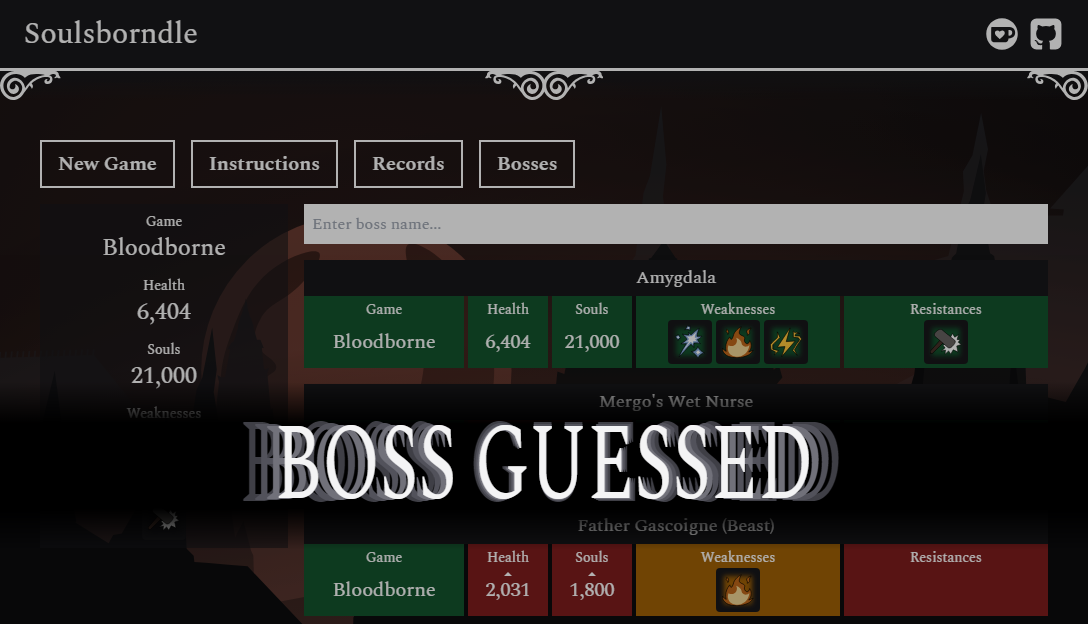 Soulsborndle
New Game Instructions Records Bosses
Game
Bloodborne
Health
6,404
Souls
21,000
Weaknesses
Enter boss name...
Amygdala
Game Health Souls Weaknesses Resistances
Bloodborne 6,404 21,000
Mergo's Wet Nurse
BOSS GUESSED
Father Gascoigne (Beast)
Game Health Souls Weaknesses Resistances
Bloodborne 2,031 1,800